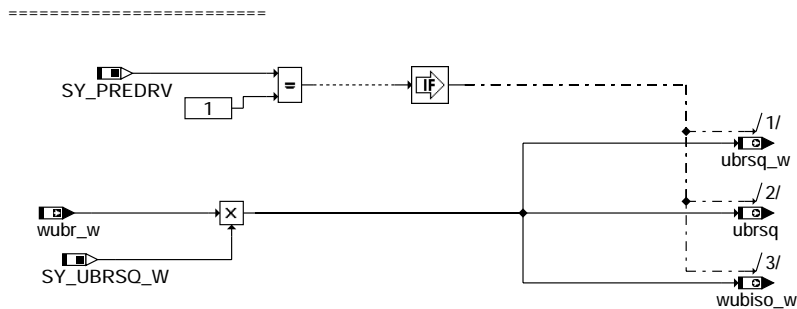 =========================
SY_PREDRV
1
=
IF
/1/
ubrsq_w
wubr_w
X
/2/
ubrsq
SY_UBRSQ_W
/3/
wubiso_w